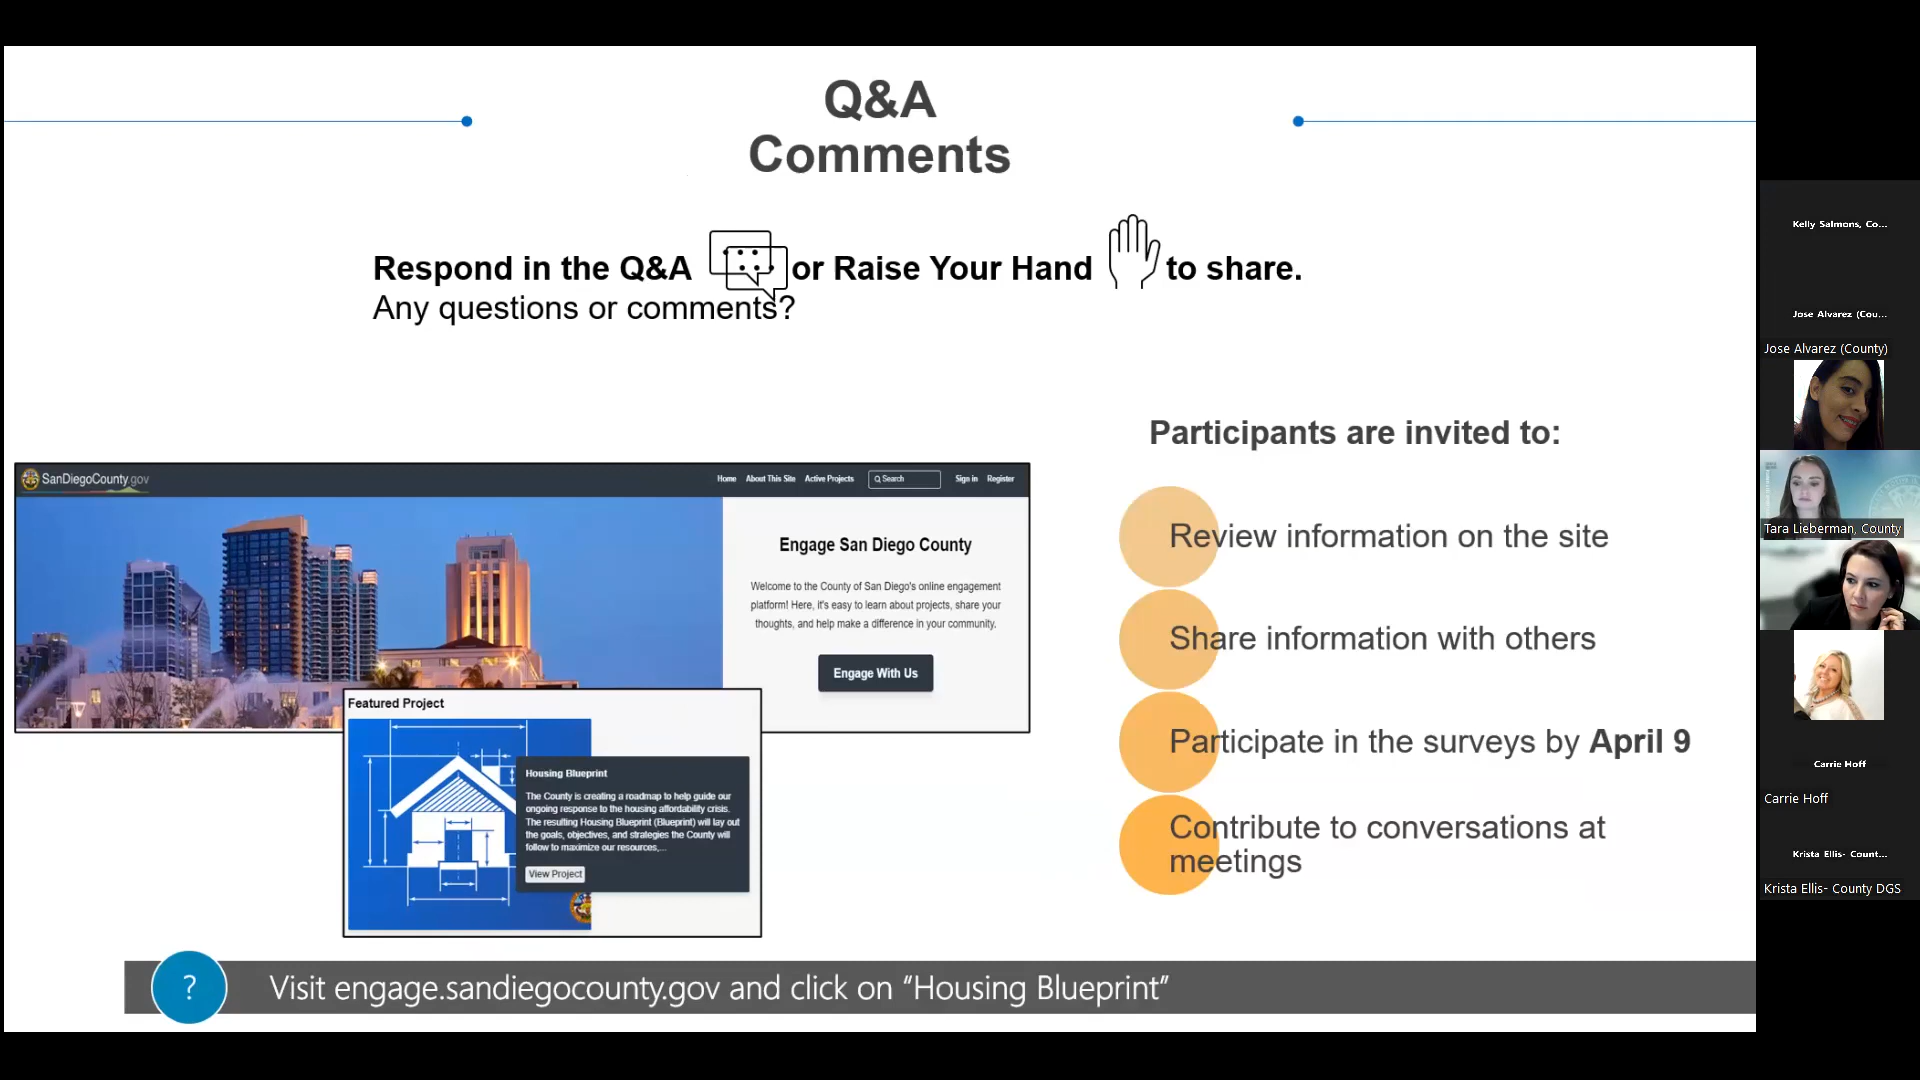 Q&A
Comments
Respond in the Q&A or Raise Your Hand to share.
Any questions or comments?
SanDiegoCounty.gov
Home About This Site Active Projects Search Sign in Register
Engage San Diego County
Welcome to the County of San Diego's online engagement
platform! Here, it's easy to learn about projects, share your
thoughts, and help make a difference in your community.
Engage With Us
Featured Project
Housing Blueprint
The County is creating a roadmap to help guide our
ongoing response to the housing affordability crisis.
The resulting Housing Blueprint (Blueprint) will lay out
the goals, objectives, and strategies the County will
follow to maximize our resources,...
View Project
Participants are invited to:
Review information on the site
Share information with others
Participate in the surveys by April 9
Contribute to conversations at
meetings
? Visit engage.sandiegocounty.gov and click on “Housing Blueprint”
Kelly Salmons, Co...
Jose Alvarez (Cou...
Jose Alvarez (County)
Tara Lieberman, County
Carrie Hoff
Carrie Hoff
Krista Ellis- Count...
Krista Ellis- County DGS